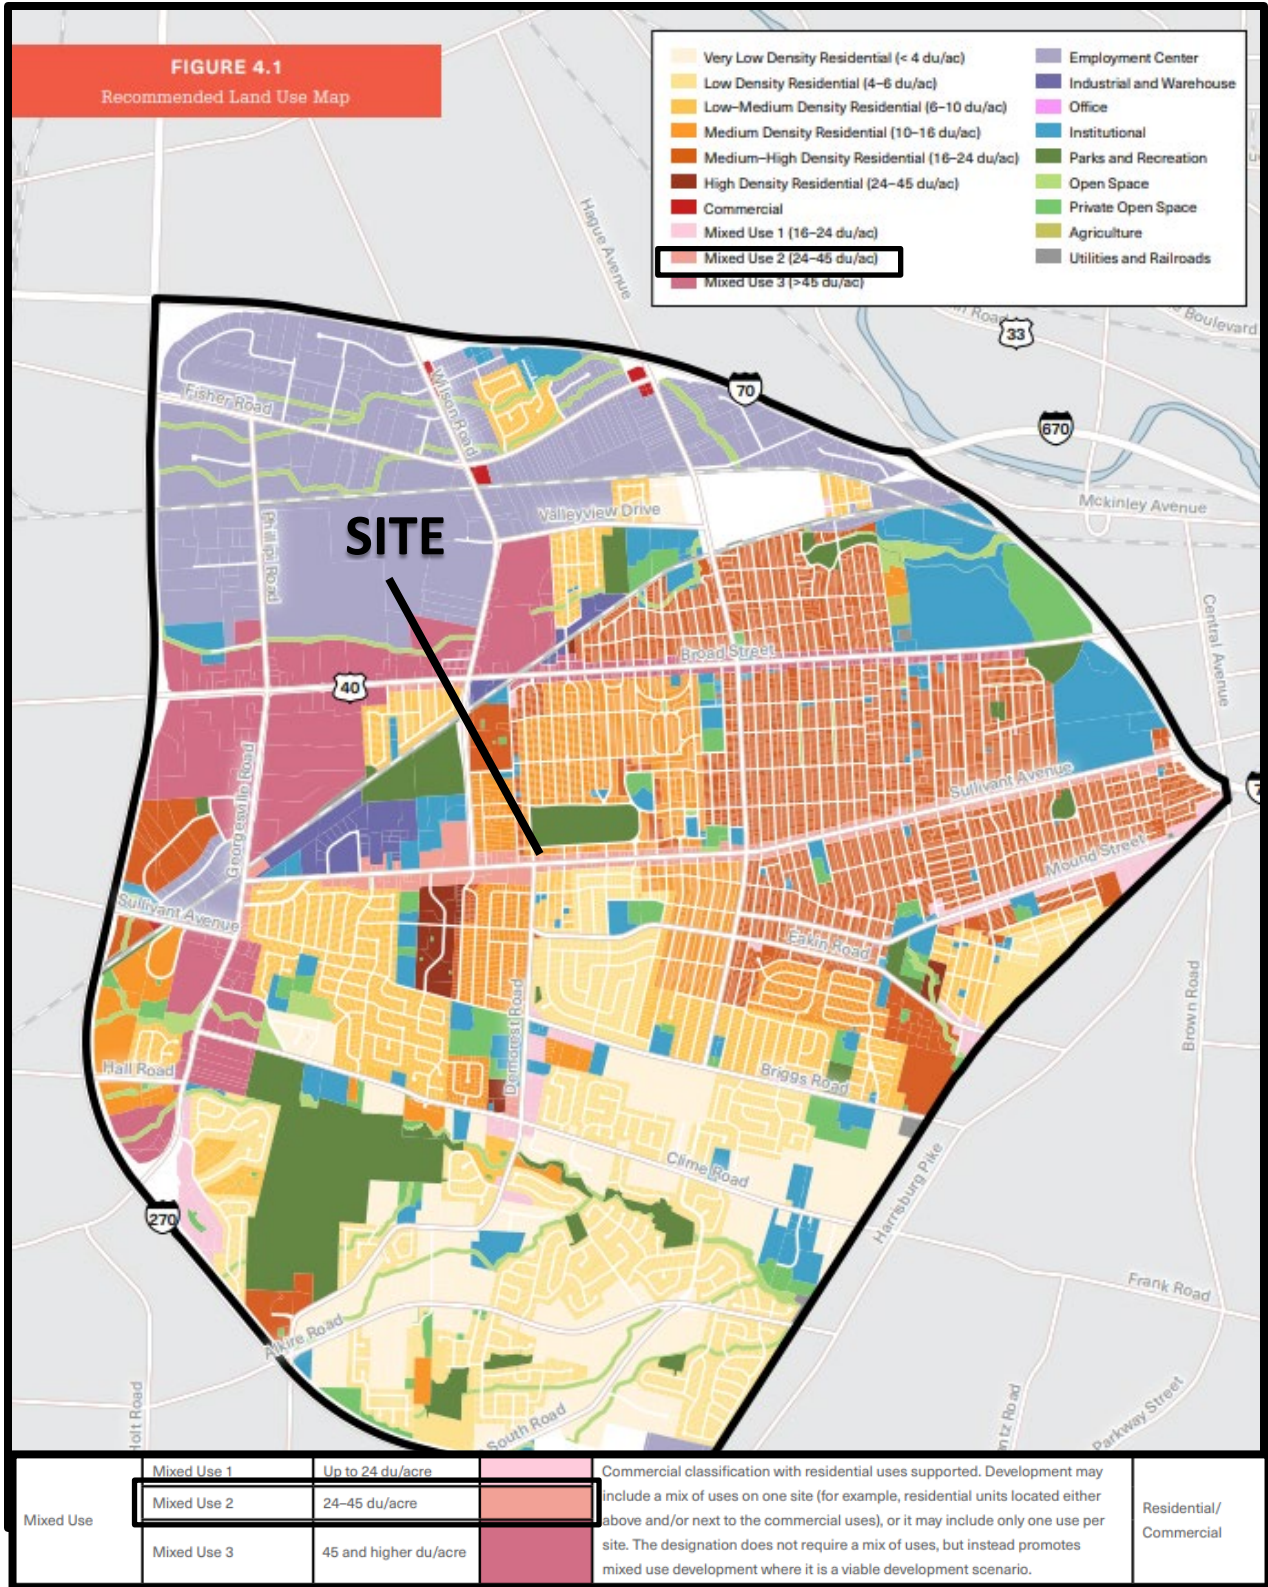 FIGURE 4.1
Recommended Land Use Map
Very Low Density Residential (< 4 du/ac)
Low Density Residential (4–6 du/ac)
Low–Medium Density Residential (6–10 du/ac)
Medium Density Residential (10–16 du/ac)
Medium–High Density Residential (16–24 du/ac)
High Density Residential (24–45 du/ac)
Commercial
Mixed Use 1 (16–24 du/ac)
Mixed Use 2 (24–45 du/ac)
Mixed Use 3 (>45 du/ac)
Employment Center
Industrial and Warehouse
Office
Institutional
Parks and Recreation
Open Space
Private Open Space
Agriculture
Utilities and Railroads
Hague Avenue
Road
Boulevard
33
70
670
Fisher Road
Wilson Road
Mckinley Avenue
Valleyview Drive
SITE
Phillipi Road
Central Avenue
Broad Street
40
Georgesville Road
Sullivant Avenue
Mound Street
Sullivant Avenue
Eakin Road
Demorest Road
Brown Road
Hall Road
Briggs Road
Clime Road
Harrisburg Pike
270
Frank Road
Alkire Road
Holt Road
South Road
ntz Road
Parkway Street
Mixed Use
Mixed Use 1
Up to 24 du/acre
Mixed Use 2
24–45 du/acre
Mixed Use 3
45 and higher du/acre
Commercial classification with residential uses supported. Development may
include a mix of uses on one site (for example, residential units located either
above and/or next to the commercial uses), or it may include only one use per
site. The designation does not require a mix of uses, but instead promotes
mixed use development where it is a viable development scenario.
Residential/
Commercial